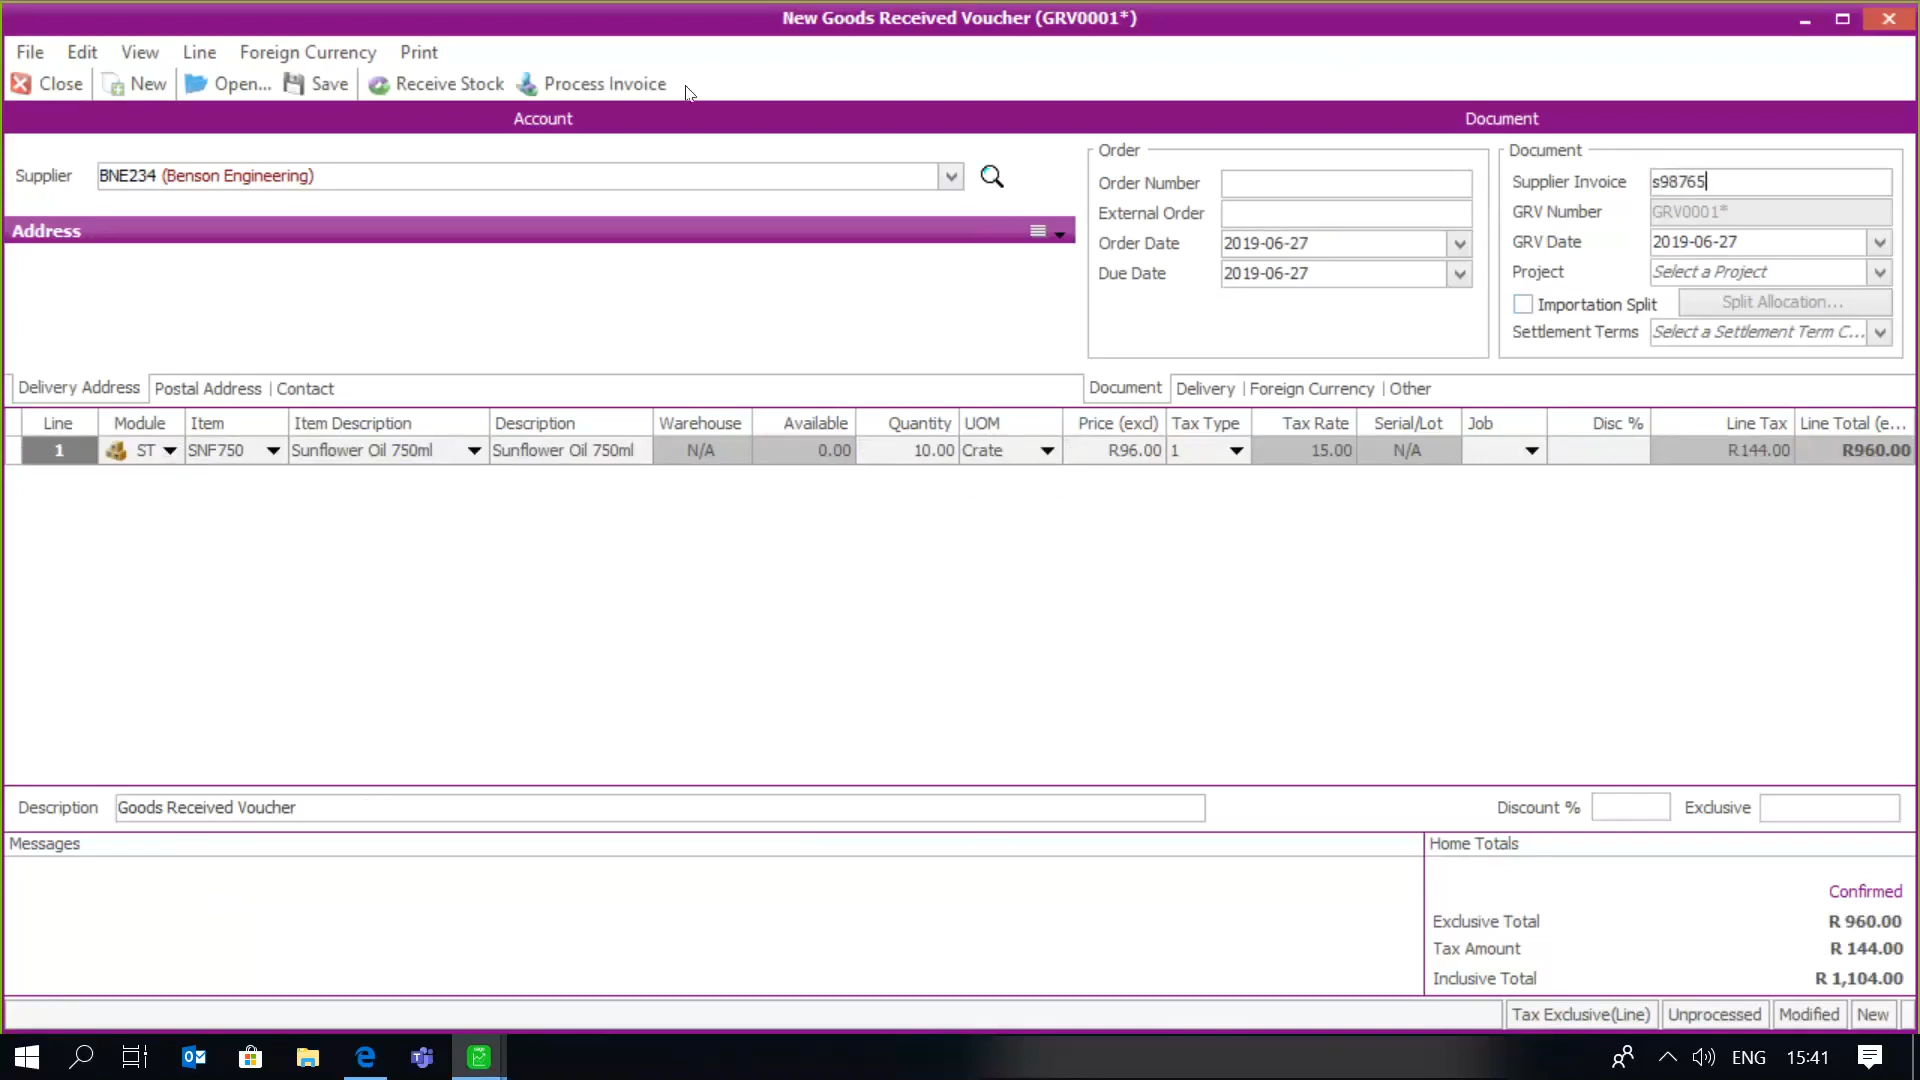 New Goods Received Voucher (GRV0001*)
File Edit View Line Foreign Currency Print
Close New Open... Save Receive Stock Process Invoice
Account Document
Supplier BNE234 (Benson Engineering)
Address
Order
Order Number
External Order
Order Date 2019-06-27
Due Date 2019-06-27
Document
Supplier Invoice s98765
GRV Number GRV0001*
GRV Date 2019-06-27
Project Select a Project
Importation Split Split Allocation...
Settlement Terms Select a Settlement Term C...
Delivery Address Postal Address | Contact
Document Delivery | Foreign Currency | Other
Line Module Item Item Description Description Warehouse Available Quantity UOM Price (excl) Tax Type Tax Rate Serial/Lot Job Disc % Line Tax Line Total (e...
1 ST SNF750 Sunflower Oil 750ml Sunflower Oil 750ml N/A 0.00 10.00 Crate R96.00 1 15.00 N/A R144.00 R960.00
Description Goods Received Voucher Discount % Exclusive
Messages
Home Totals
Confirmed
Exclusive Total R 960.00
Tax Amount R 144.00
Inclusive Total R 1,104.00
Tax Exclusive(Line) Unprocessed Modified New
ENG 15:41